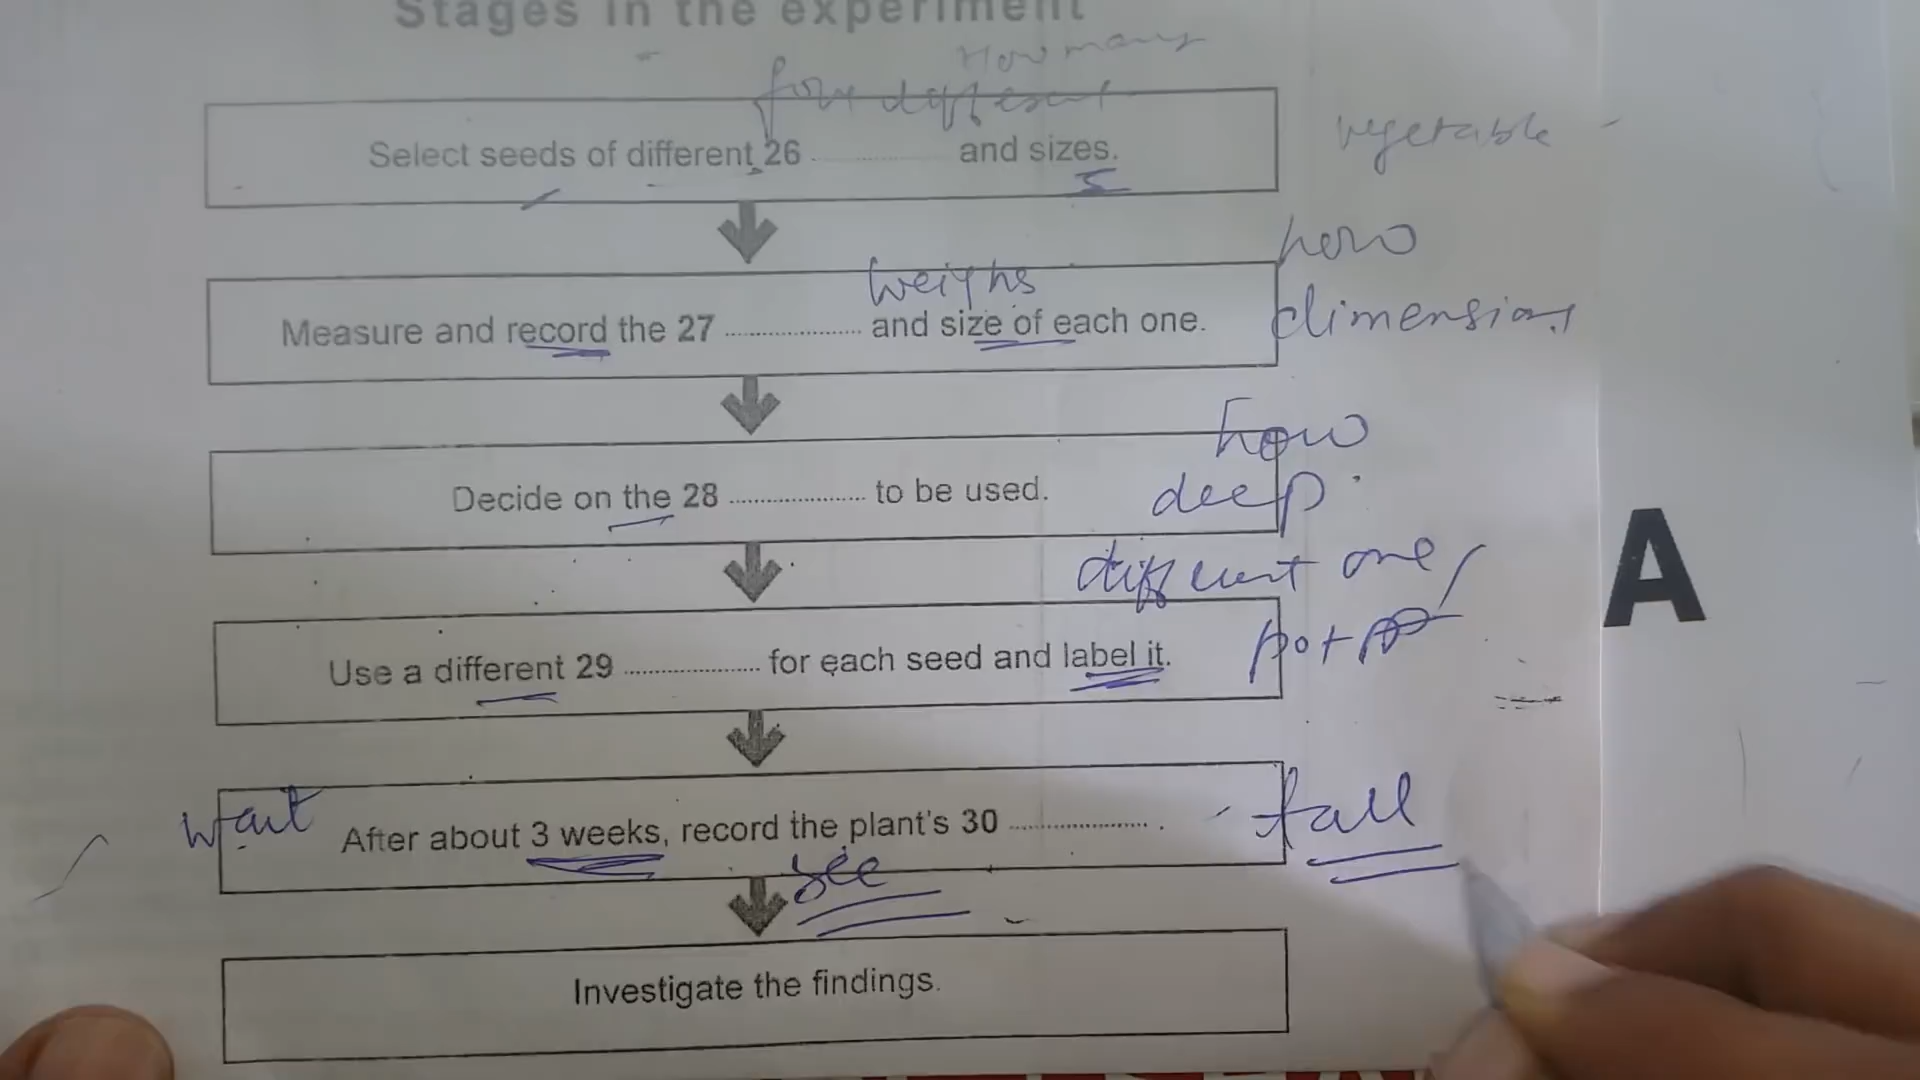 Stages in the experiment
How many
four different
Select seeds of different 26 .................... and sizes.
vegetable
how
weighs
Measure and record the 27 .................... and size of each one.
dimensions
how
Decide on the 28 .................... to be used.
deep
A
different one
Use a different 29 .................... for each seed and label it.
pot
wait
After about 3 weeks, record the plant's 30 .................... .
tall
see
Investigate the findings.